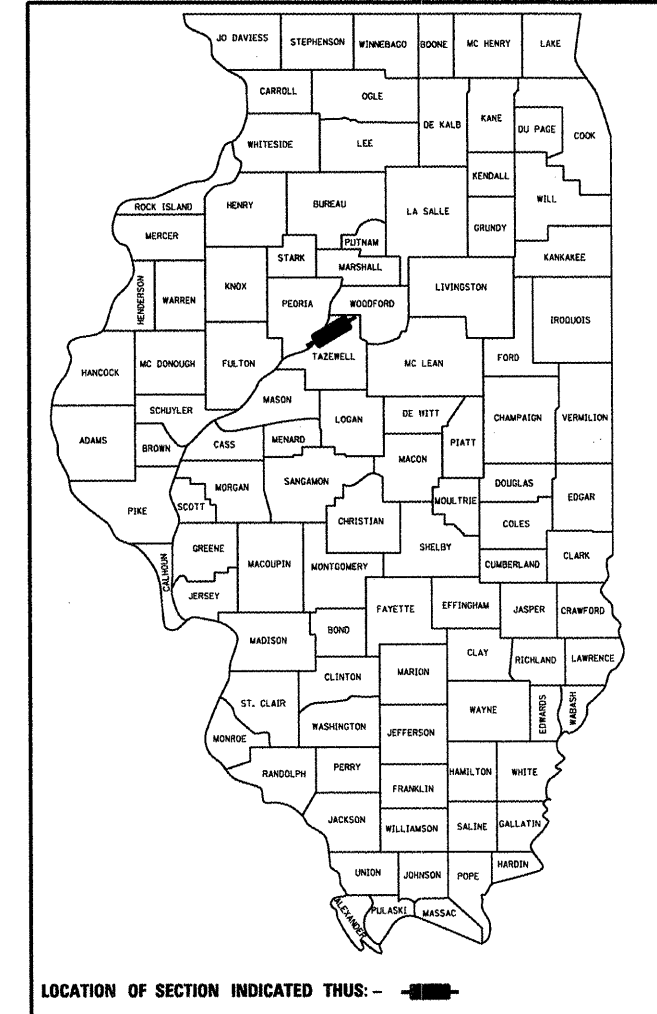 JO DAVIESS STEPHENSON WINNEBAGO BOONE MC HENRY LAKE
CARROLL OGLE DE KALB KANE DU PAGE COOK
WHITESIDE LEE
KENDALL WILL
ROCK ISLAND HENRY BUREAU LA SALLE GRUNDY
MERCER PUTNAM
STARK MARSHALL KANKAKEE
HENDERSON WARREN KNOX PEORIA WOODFORD LIVINGSTON IROQUOIS
HANCOCK MC DONOUGH FULTON TAZEWELL MC LEAN FORD
SCHUYLER MASON LOGAN DE WITT CHAMPAIGN VERMILION
ADAMS BROWN CASS MENARD MACON PIATT
PIKE SCOTT MORGAN SANGAMON CHRISTIAN MOULTRIE DOUGLAS EDGAR
COLES
CALHOUN GREENE MACOUPIN MONTGOMERY SHELBY CUMBERLAND CLARK
JERSEY FAYETTE EFFINGHAM JASPER CRAWFORD
MADISON BOND
CLINTON MARION CLAY RICHLAND LAWRENCE
ST. CLAIR WAYNE EDWARDS WABASH
MONROE WASHINGTON JEFFERSON
RANDOLPH PERRY FRANKLIN HAMILTON WHITE
JACKSON WILLIAMSON SALINE GALLATIN
UNION JOHNSON POPE HARDIN
ALEXANDER PULASKI MASSAC
LOCATION OF SECTION INDICATED THUS: –